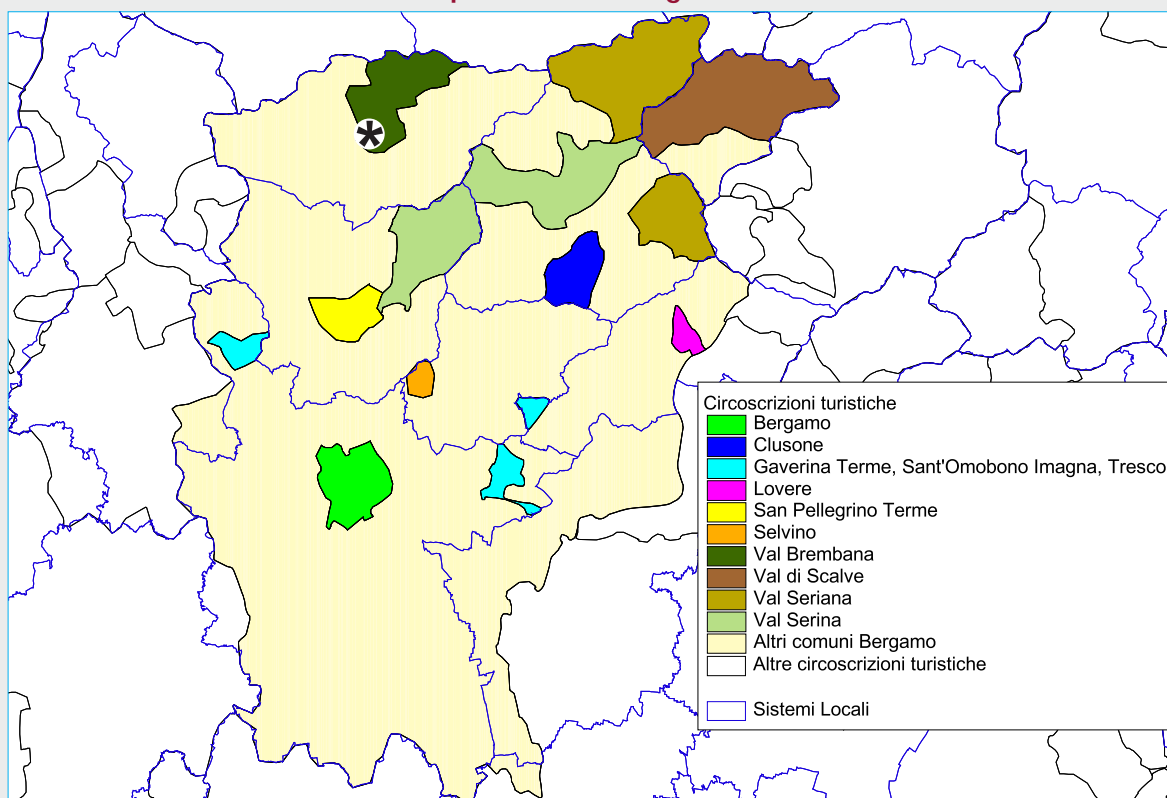 Circoscrizioni turistiche
Bergamo
Clusone
Gaverina Terme, Sant'Omobono Imagna, Tresco
Lovere
San Pellegrino Terme
Selvino
Val Brembana
Val di Scalve
Val Seriana
Val Serina
Altri comuni Bergamo
Altre circoscrizioni turistiche
Sistemi Locali